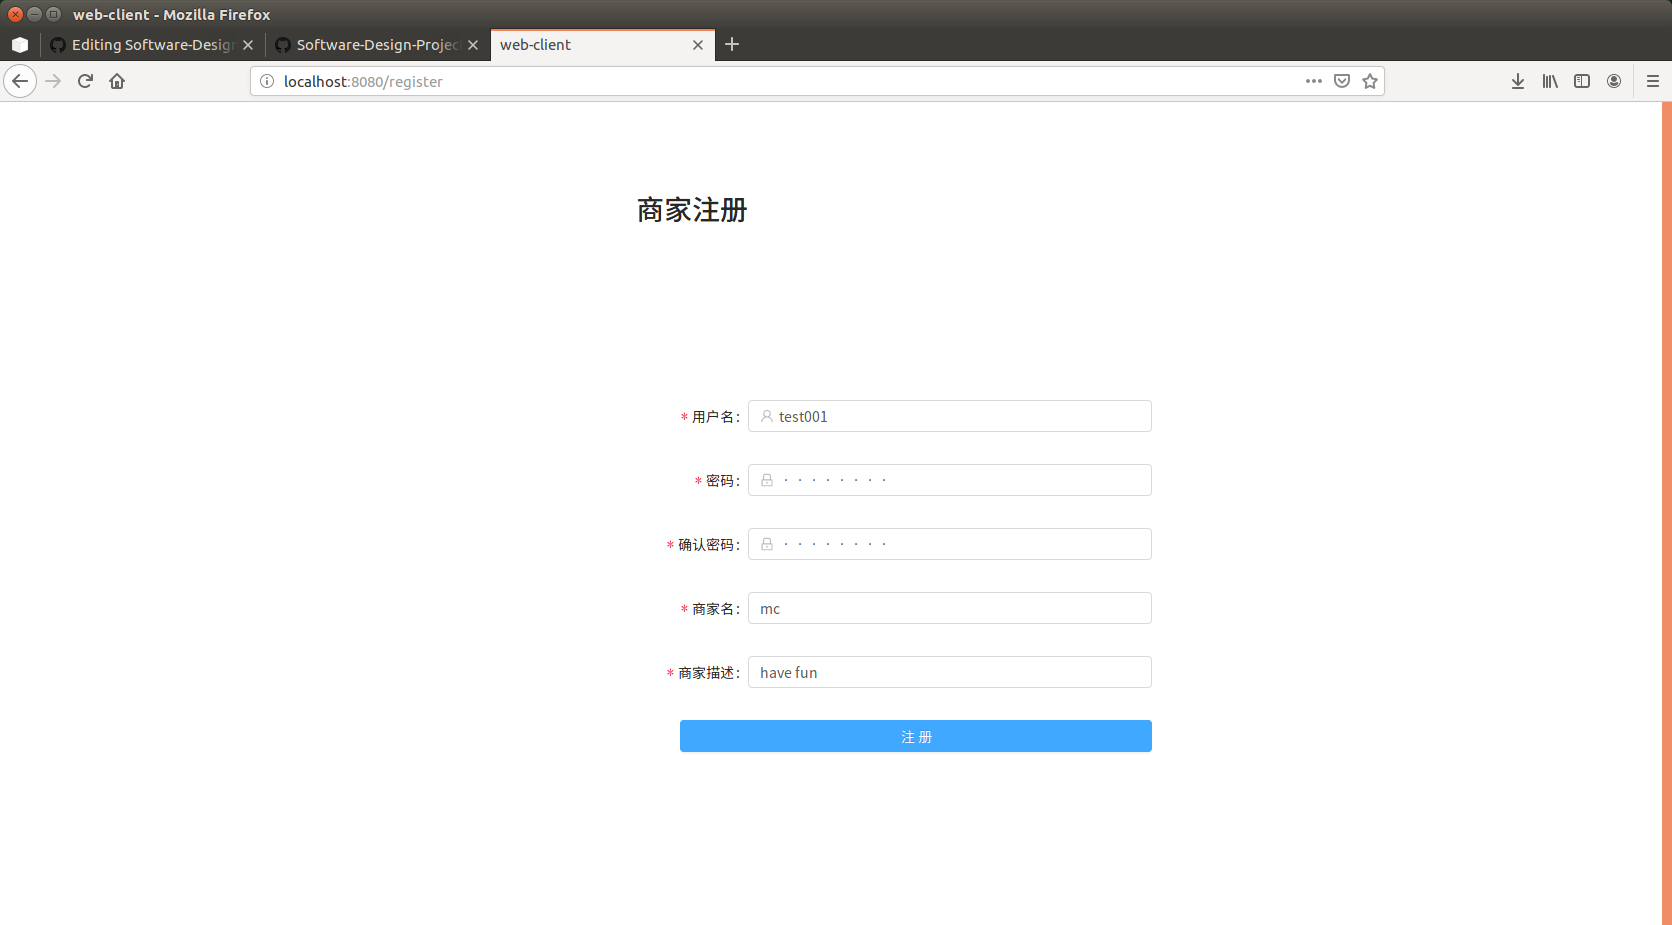 web-client - Mozilla Firefox
Editing Software-Design
Software-Design-Projec
web-client
localhost:8080/register
商家注册
* 用户名: test001
* 密码: ········
* 确认密码: ········
* 商家名: mc
* 商家描述: have fun
注 册